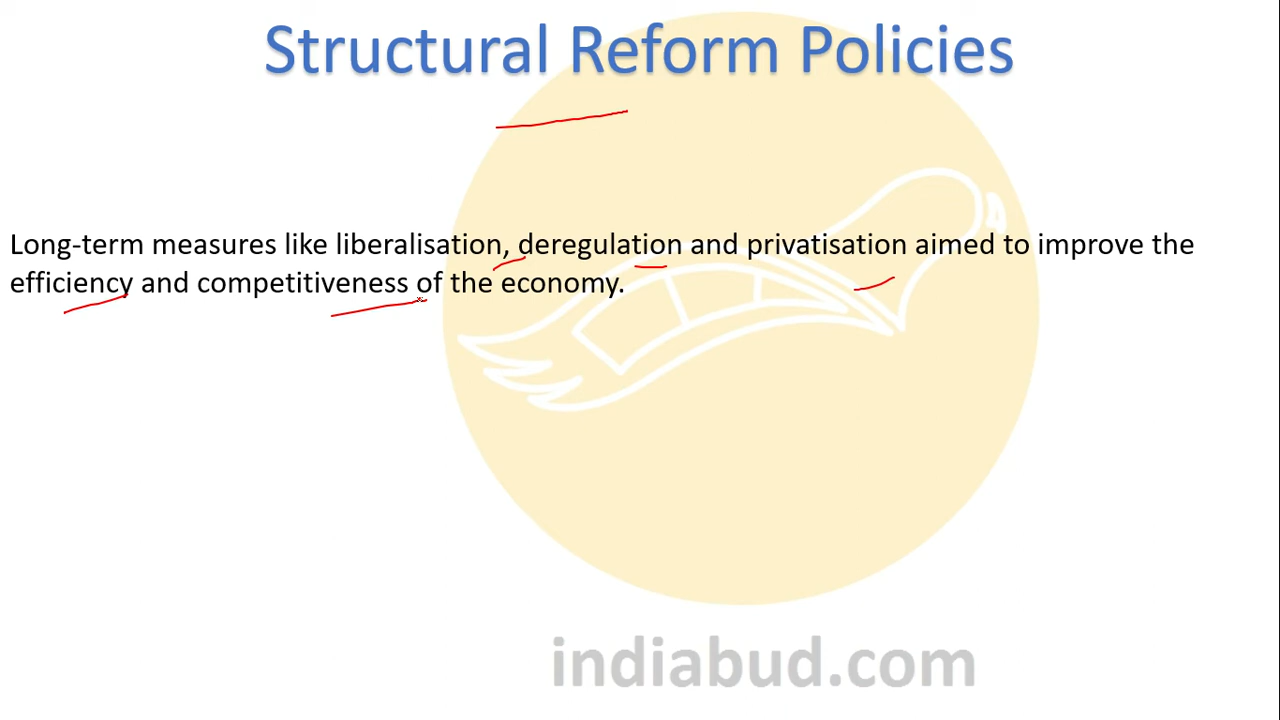 Structural Reform Policies
Long-term measures like liberalisation, deregulation and privatisation aimed to improve the
efficiency and competitiveness of the economy.
indiabud.com